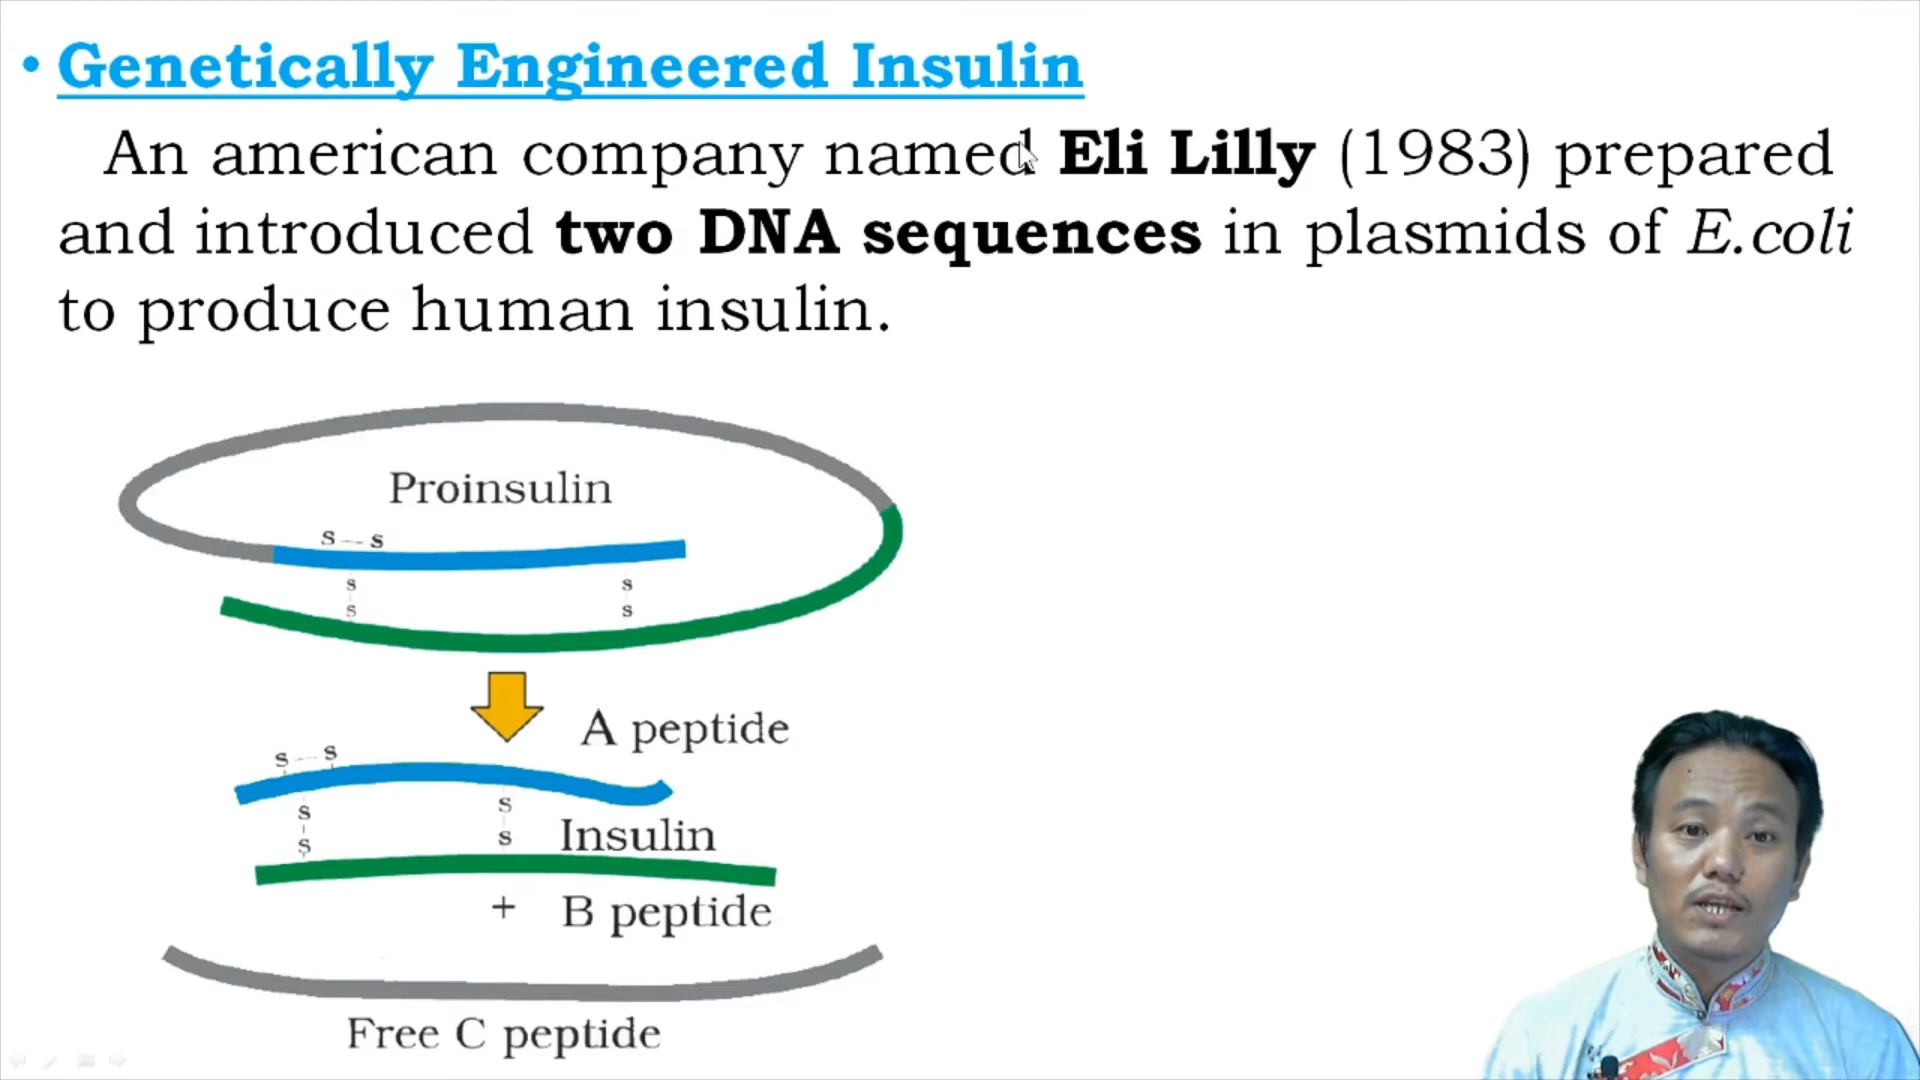 • Genetically Engineered Insulin
An american company named Eli Lilly (1983) prepared
and introduced two DNA sequences in plasmids of E.coli
to produce human insulin.
Proinsulin
s s
s s
s s
A peptide
s s
s s
s s
Insulin
+ B peptide
Free C peptide